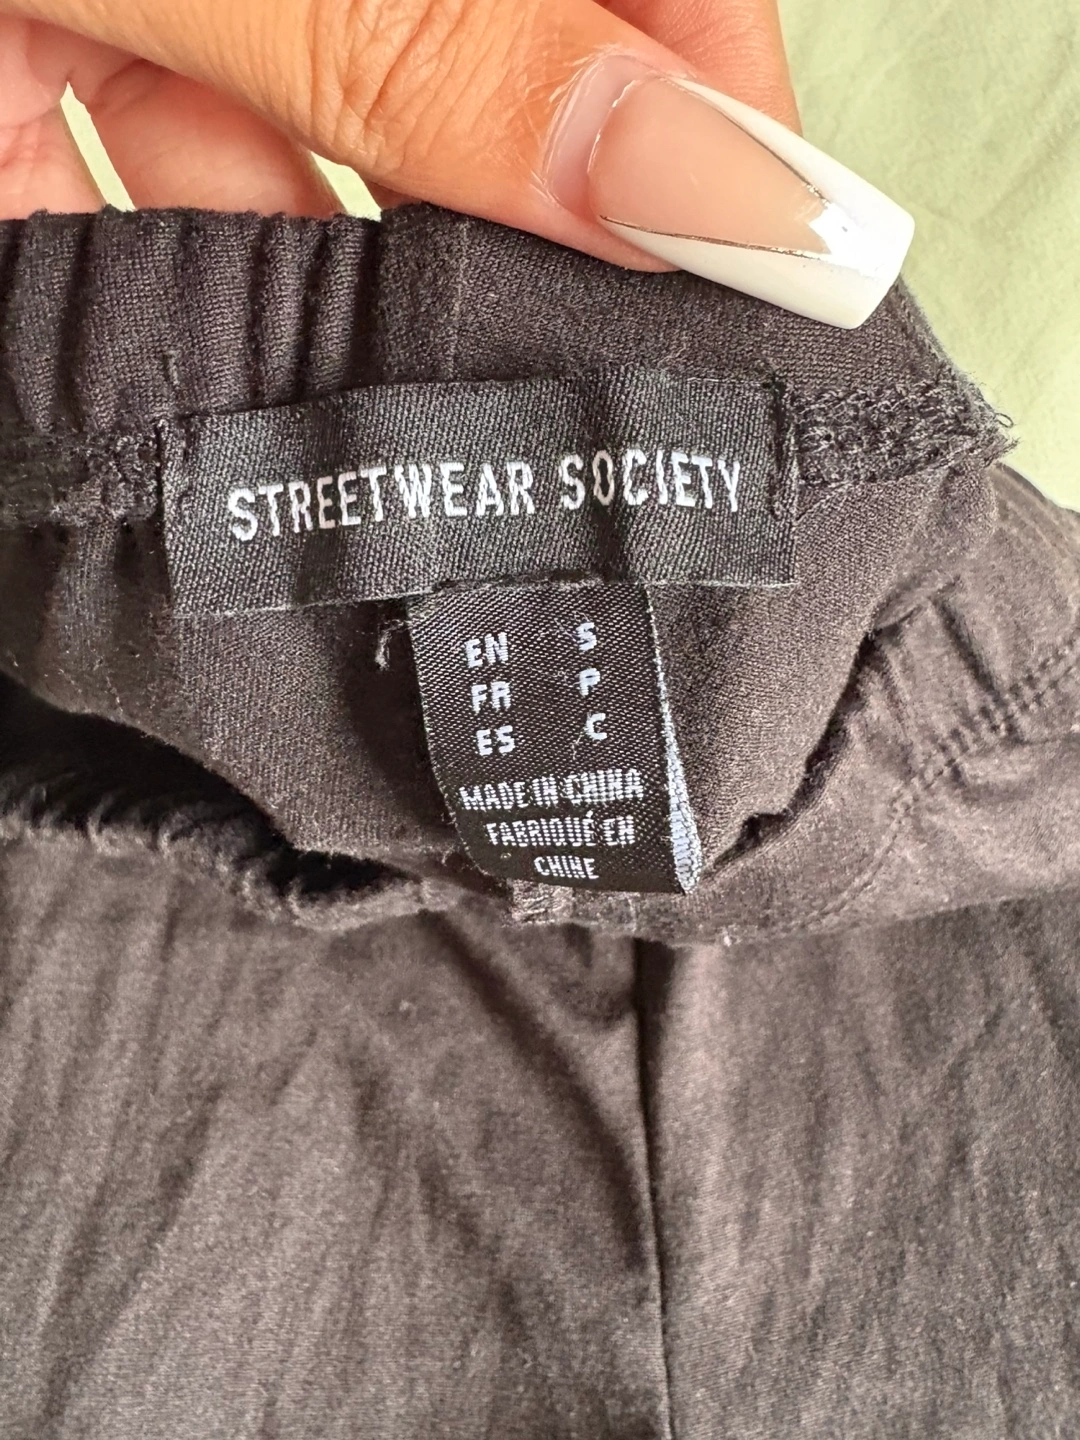 STREETWEAR SOCIETY
EN S
FR P
ES C
MADE IN CHINA
FABRIQUÉ EN
CHINE